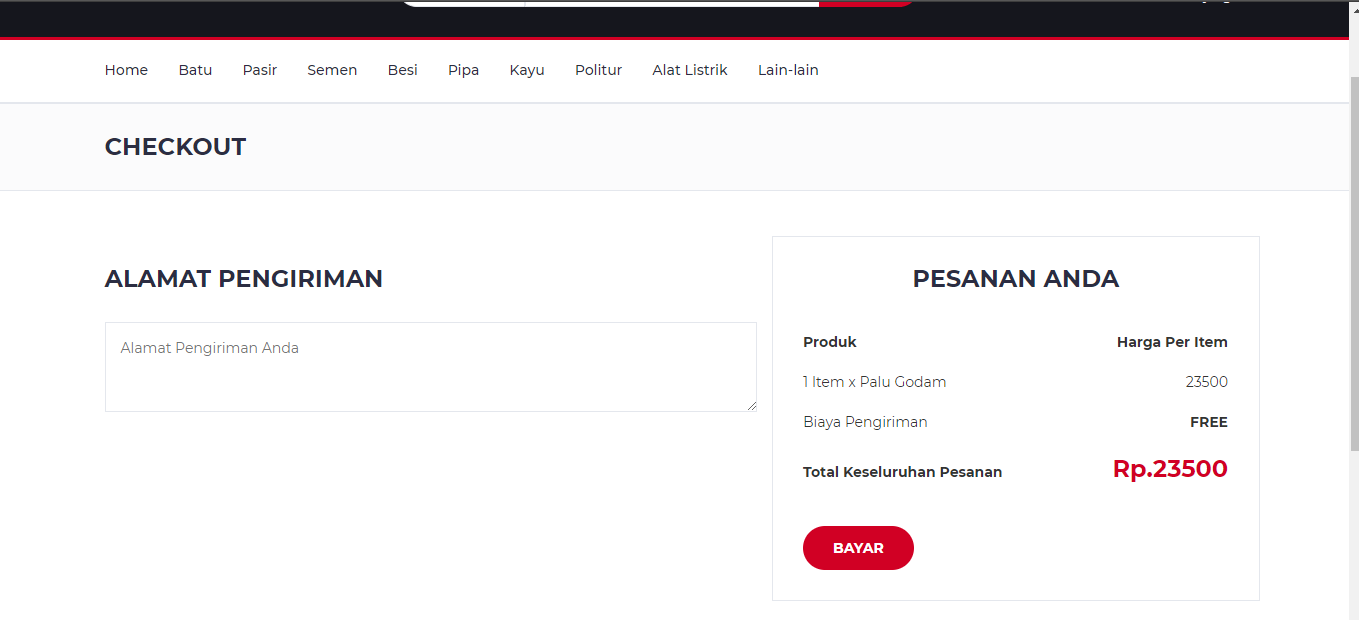 Home Batu Pasir Semen Besi Pipa Kayu Politur Alat Listrik Lain-lain
CHECKOUT
ALAMAT PENGIRIMAN
Alamat Pengiriman Anda
PESANAN ANDA
Produk Harga Per Item
1 Item x Palu Godam 23500
Biaya Pengiriman FREE
Total Keseluruhan Pesanan Rp.23500
BAYAR